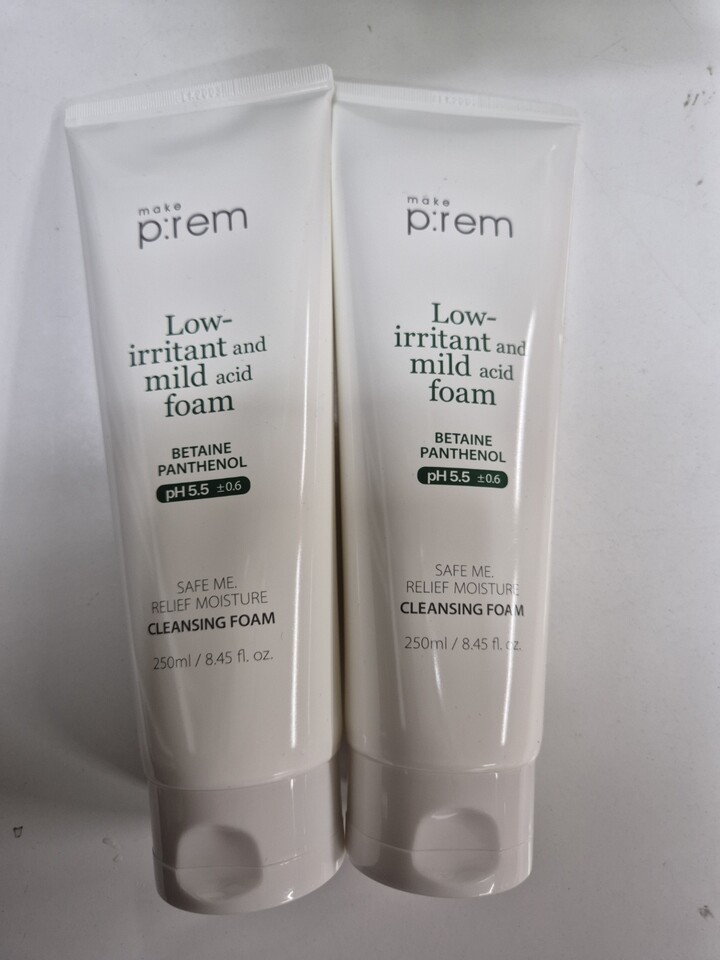 make
p:rem
Low-
irritant and
mild acid
foam
BETAINE
PANTHENOL
pH 5.5 ±0.6
SAFE ME.
RELIEF MOISTURE
CLEANSING FOAM
250ml / 8.45 fl. oz.
make
p:rem
Low-
irritant and
mild acid
foam
BETAINE
PANTHENOL
pH 5.5 ±0.6
SAFE ME.
RELIEF MOISTURE
CLEANSING FOAM
250ml / 8.45 fl. oz.